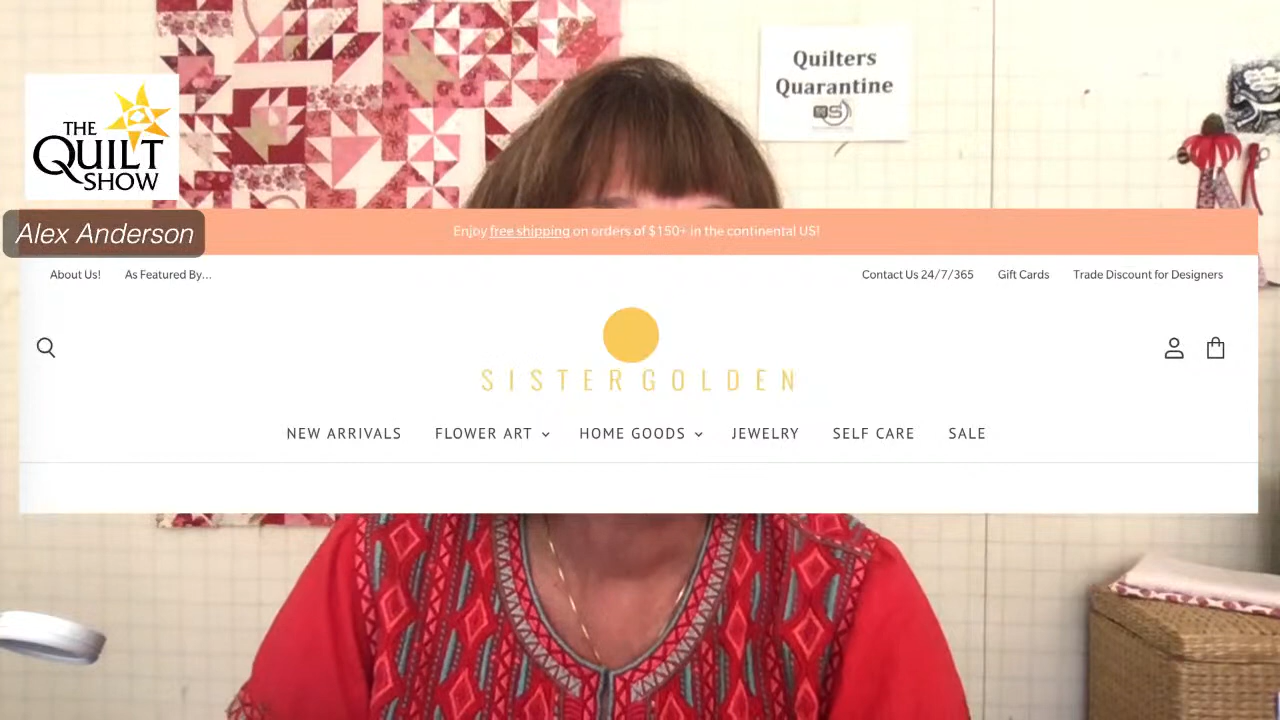 Quilters
Quarantine
THE
QUILT
SHOW
Alex Anderson
Enjoy free shipping on orders of $150+ in the continental US!
About Us!
As Featured By...
Contact Us 24/7/365
Gift Cards
Trade Discount for Designers
SISTER GOLDEN
NEW ARRIVALS
FLOWER ART
HOME GOODS
JEWELRY
SELF CARE
SALE